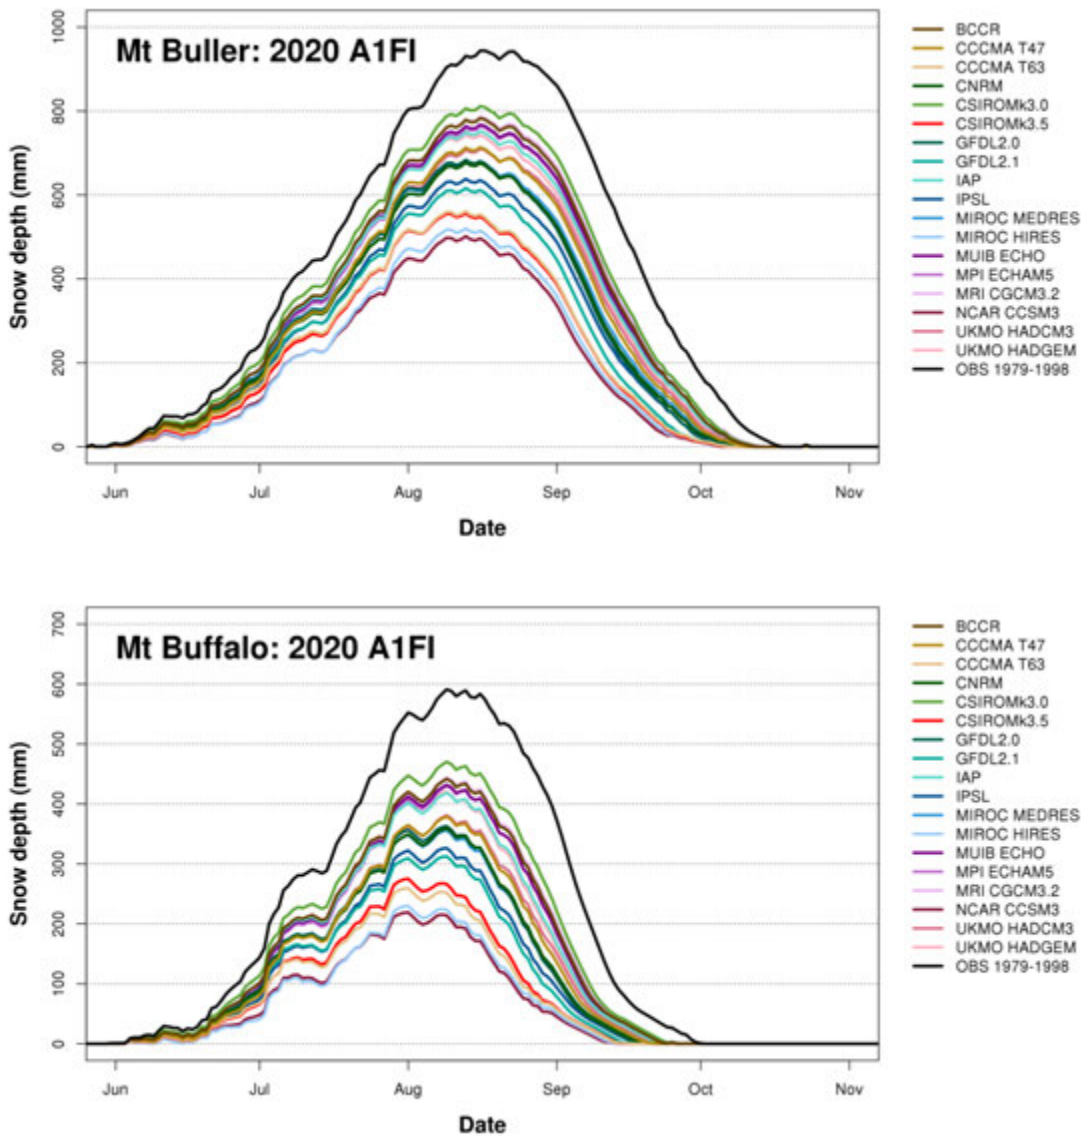 Mt Buller: 2020 A1FI
Snow depth (mm)
1000
800
600
400
200
0
Jun Jul Aug Sep Oct Nov
Date
BCCR
CCCMA T47
CCCMA T63
CNRM
CSIROMk3.0
CSIROMk3.5
GFDL2.0
GFDL2.1
IAP
IPSL
MIROC MEDRES
MIROC HIRES
MUIB ECHO
MPI ECHAM5
MRI CGCM3.2
NCAR CCSM3
UKMO HADCM3
UKMO HADGEM
OBS 1979-1998
Mt Buffalo: 2020 A1FI
Snow depth (mm)
700
600
500
400
300
200
100
0
Jun Jul Aug Sep Oct Nov
Date
BCCR
CCCMA T47
CCCMA T63
CNRM
CSIROMk3.0
CSIROMk3.5
GFDL2.0
GFDL2.1
IAP
IPSL
MIROC MEDRES
MIROC HIRES
MUIB ECHO
MPI ECHAM5
MRI CGCM3.2
NCAR CCSM3
UKMO HADCM3
UKMO HADGEM
OBS 1979-1998